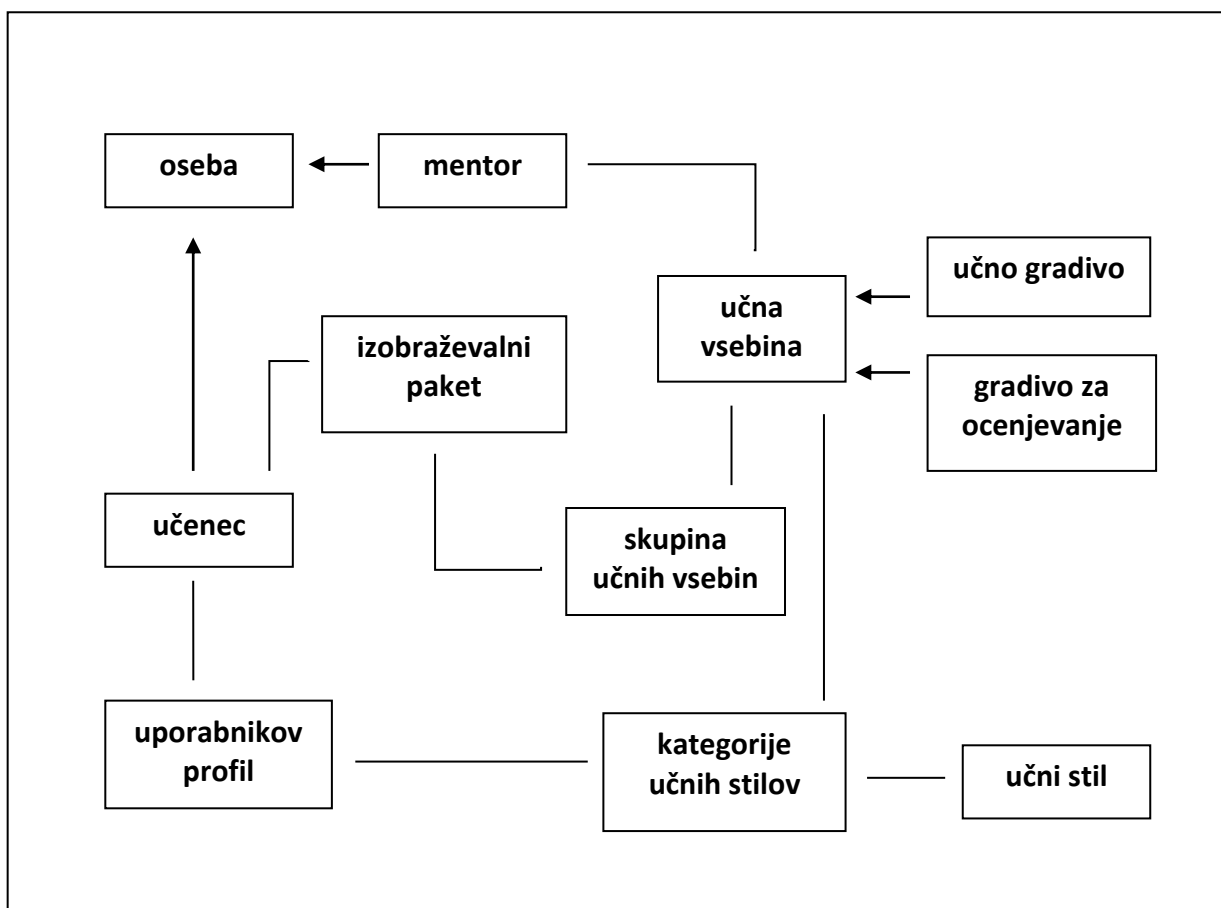 oseba
mentor
učno gradivo
učna
vsebina
izobraževalni
paket
gradivo za
ocenjevanje
učenec
skupina
učnih vsebin
uporabnikov
profil
kategorije
učnih stilov
učni stil